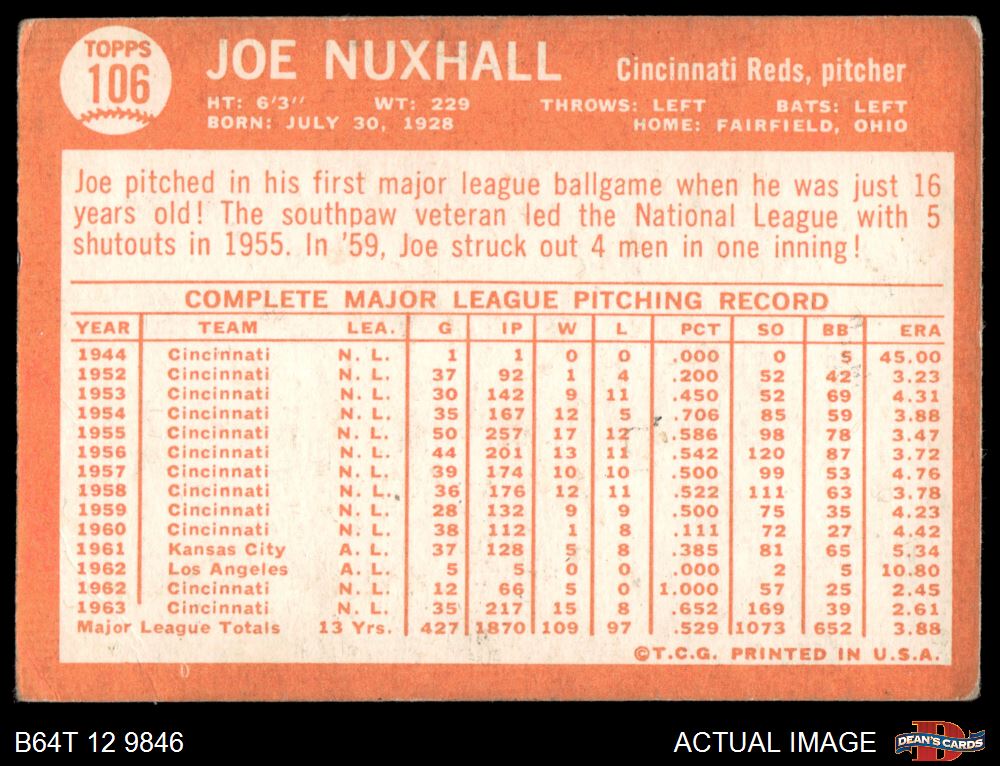 TOPPS
106
JOE NUXHALL Cincinnati Reds, pitcher
HT: 6'3" WT: 229 THROWS: LEFT BATS: LEFT
BORN: JULY 30, 1928 HOME: FAIRFIELD, OHIO
Joe pitched in his first major league ballgame when he was just 16
years old! The southpaw veteran led the National League with 5
shutouts in 1955. In '59, Joe struck out 4 men in one inning!
COMPLETE MAJOR LEAGUE PITCHING RECORD
YEAR TEAM LEA. G IP W L PCT SO BB ERA
1944 Cincinnati N. L. 1 1 0 0 .000 0 5 45.00
1952 Cincinnati N. L. 37 92 1 4 .200 52 42 3.23
1953 Cincinnati N. L. 30 142 9 11 .450 52 69 4.31
1954 Cincinnati N. L. 35 167 12 5 .706 85 59 3.88
1955 Cincinnati N. L. 50 257 17 12 .586 98 78 3.47
1956 Cincinnati N. L. 44 201 13 11 .542 120 87 3.72
1957 Cincinnati N. L. 39 174 10 10 .500 99 53 4.76
1958 Cincinnati N. L. 36 176 12 11 .522 111 63 3.78
1959 Cincinnati N. L. 28 132 9 9 .500 75 35 4.23
1960 Cincinnati N. L. 38 112 1 8 .111 72 27 4.42
1961 Kansas City A. L. 37 128 5 8 .385 81 65 5.34
1962 Los Angeles A. L. 5 5 0 0 .000 2 5 10.80
1962 Cincinnati N. L. 12 66 5 0 1.000 57 25 2.45
1963 Cincinnati N. L. 35 217 15 8 .652 169 39 2.61
Major League Totals 13 Yrs. 427 1870 109 97 .529 1073 652 3.88
©T.C.G. PRINTED IN U.S.A.
D
B64T 12 9846 ACTUAL IMAGE DEAN'S CARDS